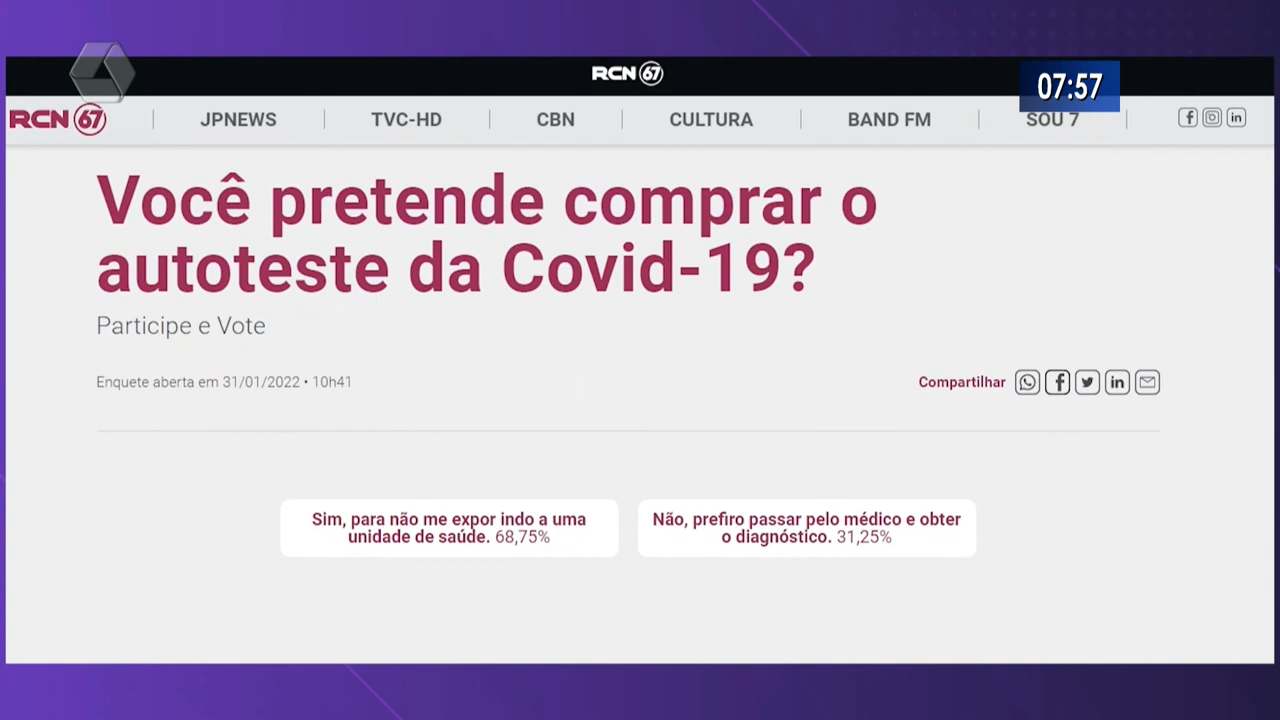 RCN 67
07:57
RCN 67
JPNEWS
TVC-HD
CBN
CULTURA
BAND FM
SOU 7
Você pretende comprar o
autoteste da Covid-19?
Participe e Vote
Enquete aberta em 31/01/2022 • 10h41
Compartilhar
Sim, para não me expor indo a uma
unidade de saúde. 68,75%
Não, prefiro passar pelo médico e obter
o diagnóstico. 31,25%